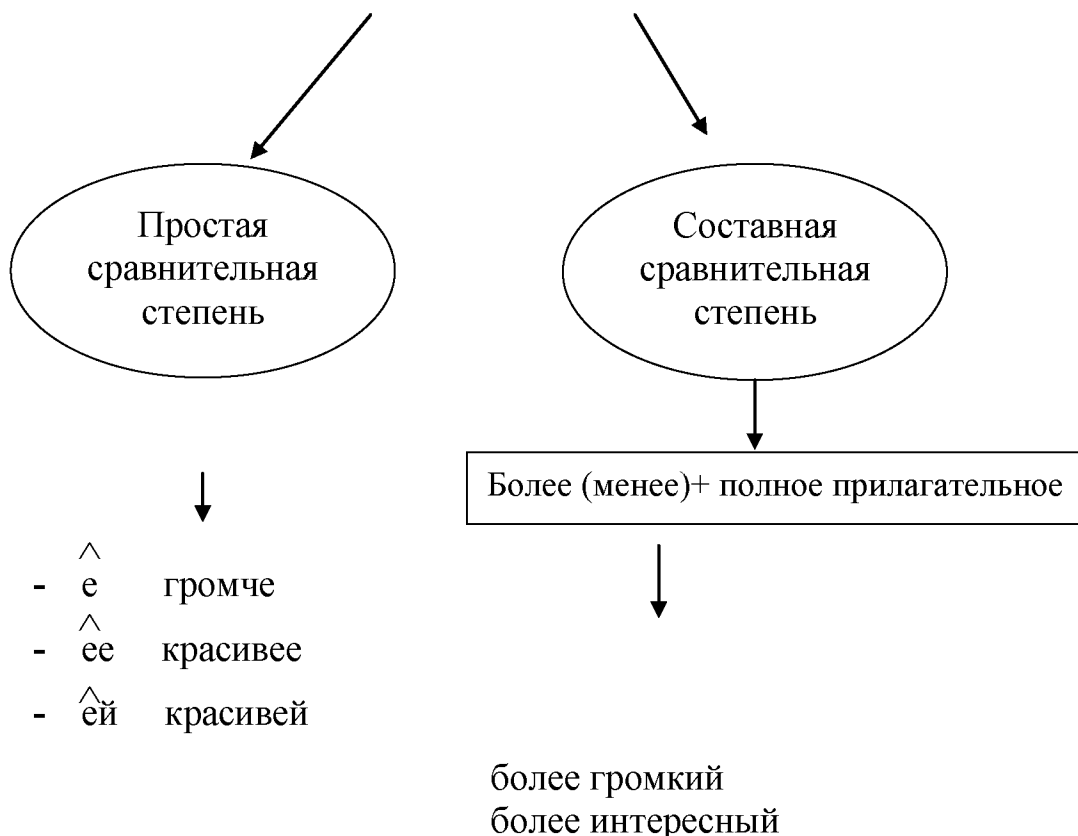 Простая
сравнительная
степень
Составная
сравнительная
степень
Более (менее)+ полное прилагательное
- е громче
- ее красивее
- ей красивей
более громкий
более интересный